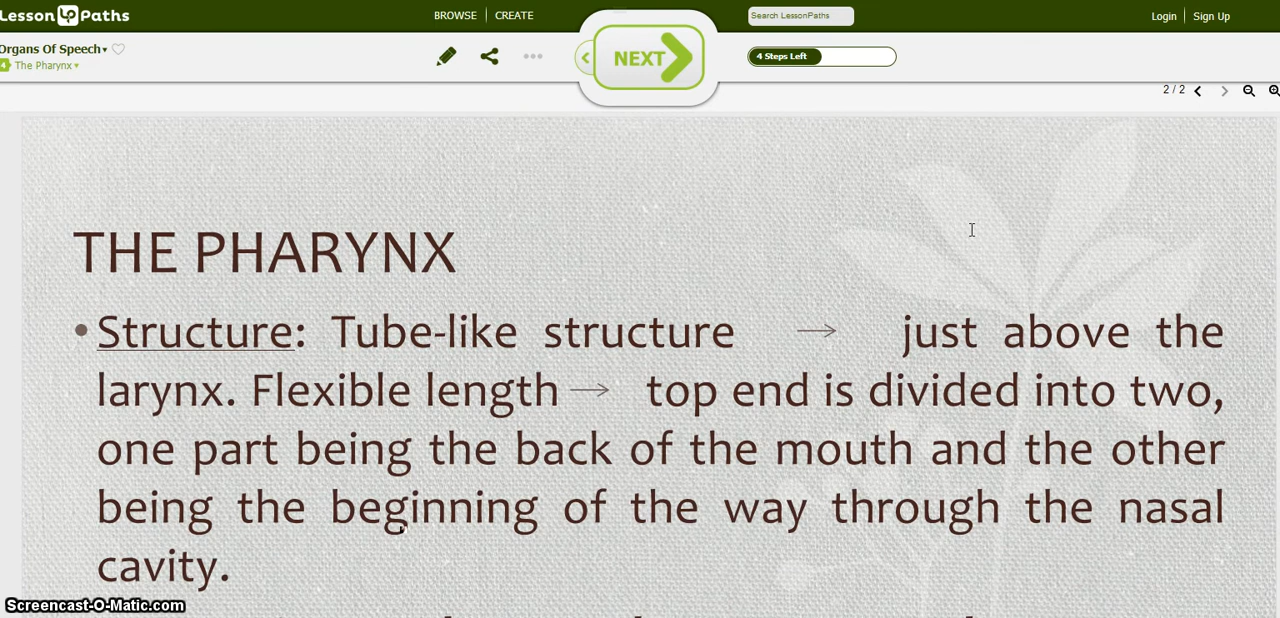 Lesson Paths
BROWSE CREATE
Search LessonPaths
Login Sign Up
Organs Of Speech
4 The Pharynx
NEXT
4 Steps Left
2 / 2
THE PHARYNX
• Structure: Tube-like structure → just above the
larynx. Flexible length → top end is divided into two,
one part being the back of the mouth and the other
being the beginning of the way through the nasal
cavity.
Screencast-O-Matic.com